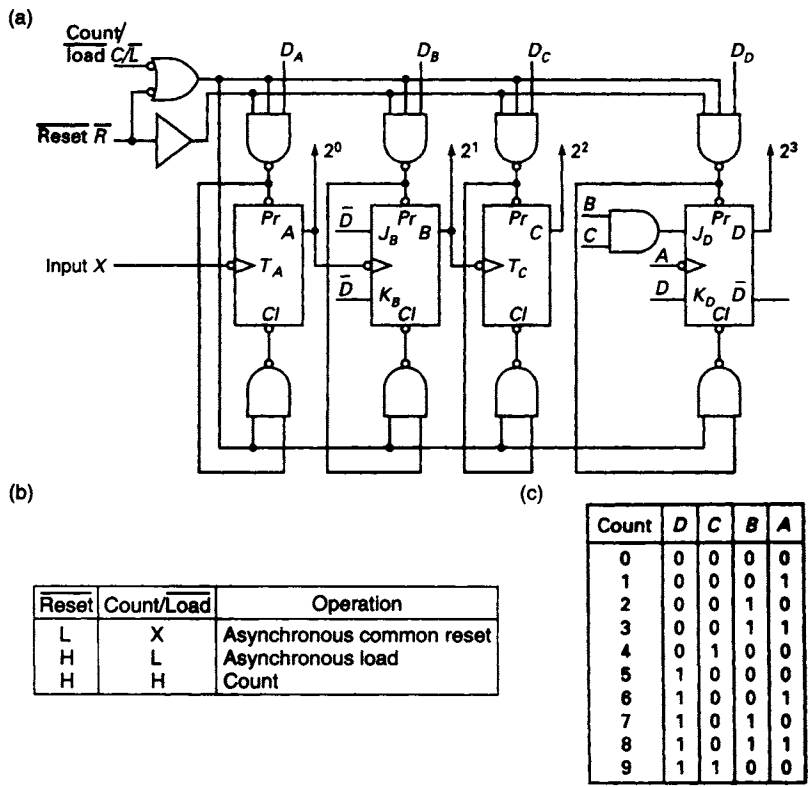 (a)
Count/
l̅o̅a̅d̅ C/L̅
D_A
D_B
D_C
D_D
R̅e̅s̅e̅t̅ R̅
2⁰
2¹
2²
2³
Pr
A
D̅
J_B
Pr
B
Pr
C
B
C
J_D
Pr
D
Input X
T_A
T_C
A
D̅
K_B
D
K_D
D̅
Cl
Cl
Cl
Cl
(b)
(c)
R̅e̅s̅e̅t̅ Count/L̅o̅a̅d̅ Operation
L X Asynchronous common reset
H L Asynchronous load
H H Count
Count D C B A
0 0 0 0 0
1 0 0 0 1
2 0 0 1 0
3 0 0 1 1
4 0 1 0 0
5 1 0 0 0
6 1 0 0 1
7 1 0 1 0
8 1 0 1 1
9 1 1 0 0